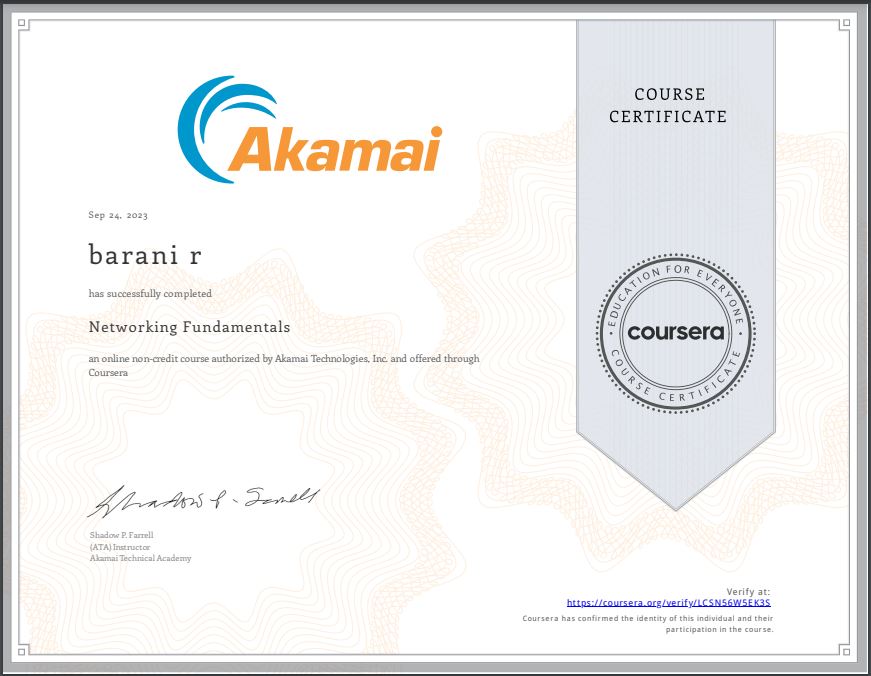 Akamai
Sep 24, 2023
barani r
has successfully completed
Networking Fundamentals
an online non-credit course authorized by Akamai Technologies, Inc. and offered through
Coursera
Shadow P. Farrell
Shadow P. Farrell
(ATA) Instructor
Akamai Technical Academy
COURSE
CERTIFICATE
EDUCATION FOR EVERYONE
coursera
COURSE CERTIFICATE
Verify at:
https://coursera.org/verify/LCSN56W5EK3S
Coursera has confirmed the identity of this individual and their
participation in the course.